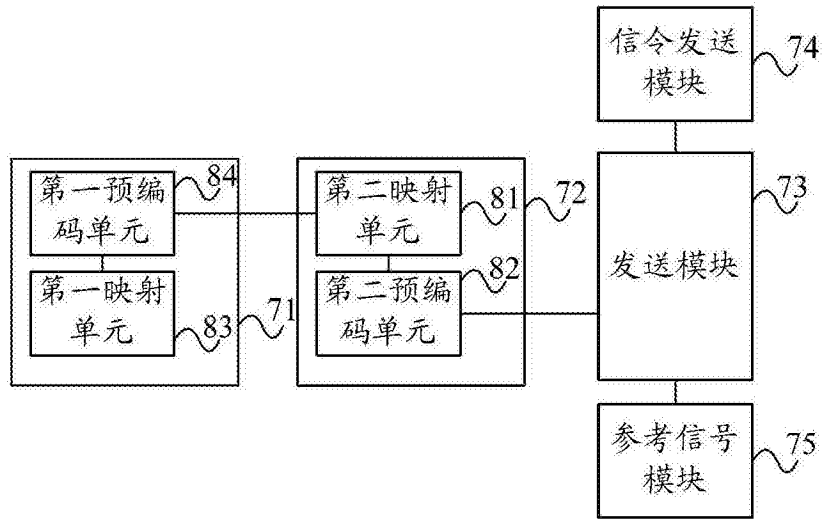 信令发送
模块
74
第一预编
码单元
84
第二映射
单元
81
72
发送模块
73
第一映射
单元
83
71
第二预编
码单元
82
参考信号
模块
75